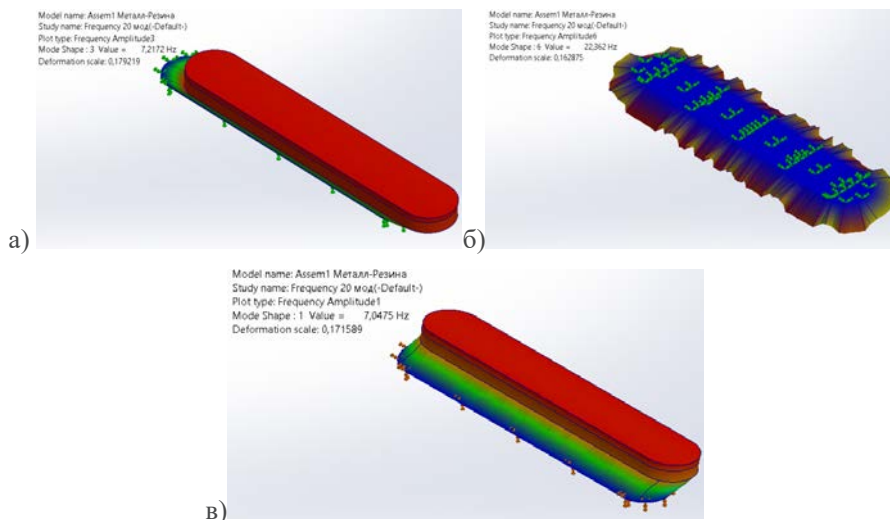 Model name: Assem1 Металл-Резина
Study name: Frequency 20 мод(-Default-)
Plot type: Frequency Amplitude3
Mode Shape : 3 Value = 7,2172 Hz
Deformation scale: 0,179219
а)
Model name: Assem1 Металл-Резина
Study name: Frequency 20 мод(-Default-)
Plot type: Frequency Amplitude6
Mode Shape : 6 Value = 22,362 Hz
Deformation scale: 0,162875
б)
Model name: Assem1 Металл-Резина
Study name: Frequency 20 мод(-Default-)
Plot type: Frequency Amplitude1
Mode Shape : 1 Value = 7,0475 Hz
Deformation scale: 0,171589
в)